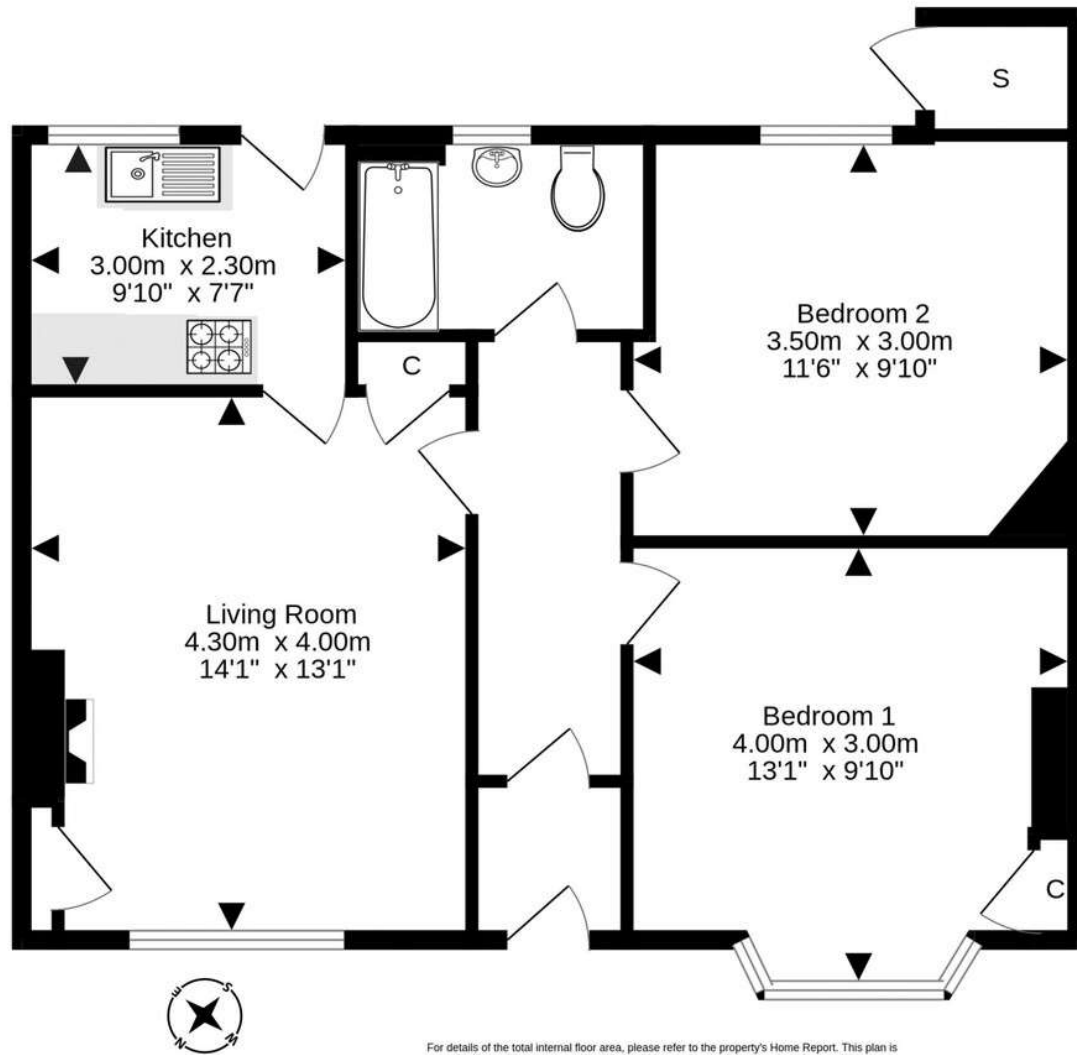 S
Kitchen
3.00m x 2.30m
9'10" x 7'7"
C
Bedroom 2
3.50m x 3.00m
11'6" x 9'10"
Living Room
4.30m x 4.00m
14'1" x 13'1"
Bedroom 1
4.00m x 3.00m
13'1" x 9'10"
C
E S
N W
For details of the total internal floor area, please refer to the property's Home Report. This plan is